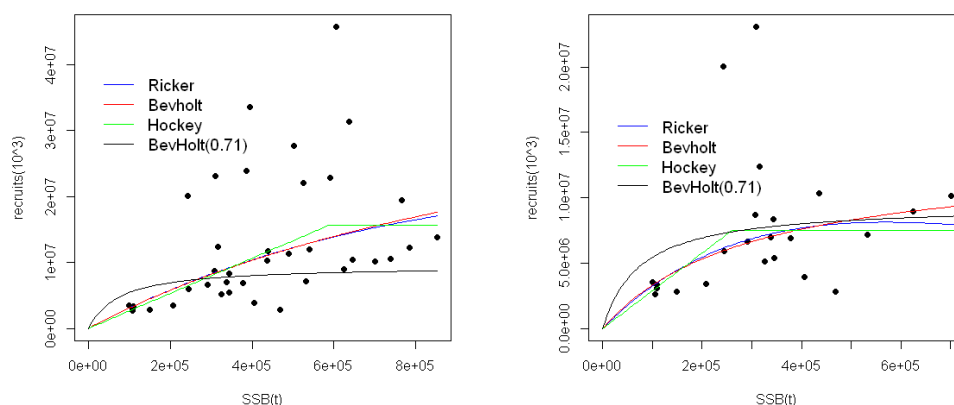 recruits(10^3)
4e+07
3e+07
2e+07
1e+07
0e+00
Ricker
Bevholt
Hockey
BevHolt(0.71)
0e+00 2e+05 4e+05 6e+05 8e+05
SSB(t)
recruits(10^3)
2.0e+07
1.5e+07
1.0e+07
5.0e+06
0.0e+00
Ricker
Bevholt
Hockey
BevHolt(0.71)
0e+00 2e+05 4e+05 6e+05
SSB(t)